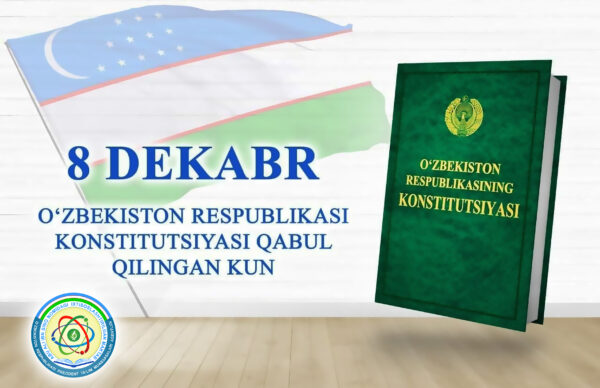 8 DEKABR
O‘ZBEKISTON RESPUBLIKASI
KONSTITUTSIYASI QABUL
QILINGAN KUN
O‘ZBEKISTON
RESPUBLIKASINING
KONSTITUTSIYASI